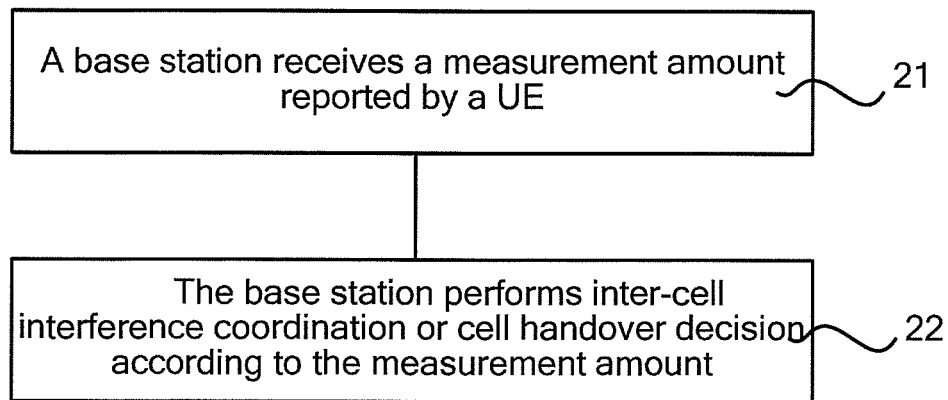 A base station receives a measurement amount
reported by a UE
21
The base station performs inter-cell
interference coordination or cell handover decision
according to the measurement amount
22